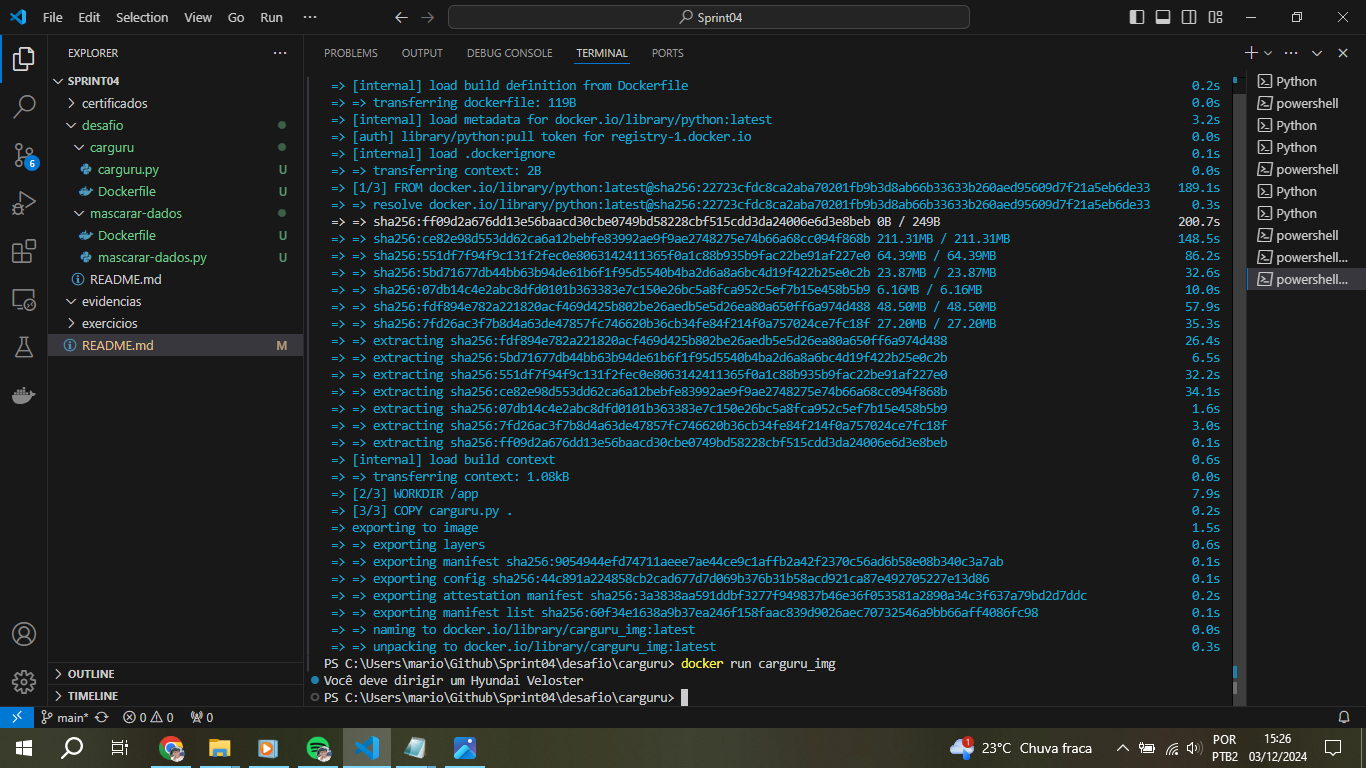 File Edit Selection View Go Run ··· Sprint04
EXPLORER ···
SPRINT04
certificados
desafio
carguru
carguru.py U
Dockerfile U
mascarar-dados
Dockerfile U
mascarar-dados.py U
README.md
evidencias
exercicios
README.md M
OUTLINE
TIMELINE
6
PROBLEMS OUTPUT DEBUG CONSOLE TERMINAL PORTS
=> [internal] load build definition from Dockerfile 0.2s
=> => transferring dockerfile: 119B 0.0s
=> [internal] load metadata for docker.io/library/python:latest 3.2s
=> [auth] library/python:pull token for registry-1.docker.io 0.0s
=> [internal] load .dockerignore 0.1s
=> => transferring context: 2B 0.0s
=> [1/3] FROM docker.io/library/python:latest@sha256:22723cfdc8ca2aba70201fb9b3d8ab66b33633b260aed95609d7f21a5eb6de33 189.1s
=> => resolve docker.io/library/python:latest@sha256:22723cfdc8ca2aba70201fb9b3d8ab66b33633b260aed95609d7f21a5eb6de33 0.3s
=> => sha256:ff09d2a676dd13e56baacd30cbe0749bd58228cbf515cdd3da24006e6d3e8beb 0B / 249B 200.7s
=> => sha256:ce82e98d553dd62ca6a12bebfe83992ae9f9ae2748275e74b66a68cc094f868b 211.31MB / 211.31MB 148.5s
=> => sha256:551df7f94f9c131f2fec0e8063142411365f0a1c88b935b9fac22be91af227e0 64.39MB / 64.39MB 86.2s
=> => sha256:5bd71677db44bb63b94de61b6f1f95d5540b4ba2d6a8a6bc4d19f422b25e0c2b 23.87MB / 23.87MB 32.6s
=> => sha256:07db14c4e2abc8dfd0101b363383e7c150e26bc5a8fca952c5ef7b15e458b5b9 6.16MB / 6.16MB 10.0s
=> => sha256:fdf894e782a221820acf469d425b802be26aedb5e5d26ea80a650ff6a974d488 48.50MB / 48.50MB 57.9s
=> => sha256:7fd26ac3f7b8d4a63de47857fc746620b36cb34fe84f214f0a757024ce7fc18f 27.20MB / 27.20MB 35.3s
=> => extracting sha256:fdf894e782a221820acf469d425b802be26aedb5e5d26ea80a650ff6a974d488 26.4s
=> => extracting sha256:5bd71677db44bb63b94de61b6f1f95d5540b4ba2d6a8a6bc4d19f422b25e0c2b 6.5s
=> => extracting sha256:551df7f94f9c131f2fec0e8063142411365f0a1c88b935b9fac22be91af227e0 32.2s
=> => extracting sha256:ce82e98d553dd62ca6a12bebfe83992ae9f9ae2748275e74b66a68cc094f868b 34.1s
=> => extracting sha256:07db14c4e2abc8dfd0101b363383e7c150e26bc5a8fca952c5ef7b15e458b5b9 1.6s
=> => extracting sha256:7fd26ac3f7b8d4a63de47857fc746620b36cb34fe84f214f0a757024ce7fc18f 3.0s
=> => extracting sha256:ff09d2a676dd13e56baacd30cbe0749bd58228cbf515cdd3da24006e6d3e8beb 0.1s
=> [internal] load build context 0.6s
=> => transferring context: 1.08kB 0.0s
=> [2/3] WORKDIR /app 7.9s
=> [3/3] COPY carguru.py . 0.2s
=> exporting to image 1.5s
=> => exporting layers 0.6s
=> => exporting manifest sha256:9054944efd74711aeee7ae44ce9c1affb2a42f2370c56ad6b58e08b340c3a7ab 0.1s
=> => exporting config sha256:44c891a224858cb2cad677d7d069b376b31b58acd921ca87e492705227e13d86 0.1s
=> => exporting attestation manifest sha256:3a3838aa591ddbf3277f949837b46e36f053581a2890a34c3f637a79bd2d7ddc 0.2s
=> => exporting manifest list sha256:60f34e1638a9b37ea246f158faac839d9026aec70732546a9bb66aff4086fc98 0.1s
=> => naming to docker.io/library/carguru_img:latest 0.0s
=> => unpacking to docker.io/library/carguru_img:latest 0.3s
PS C:\Users\mario\Github\Sprint04\desafio\carguru> docker run carguru_img
Você deve dirigir um Hyundai Veloster
PS C:\Users\mario\Github\Sprint04\desafio\carguru>
Python
powershell
Python
Python
powershell
Python
Python
powershell
powershell...
powershell...
main* 0 0 0
1 23°C Chuva fraca POR 15:26
PTB2 03/12/2024